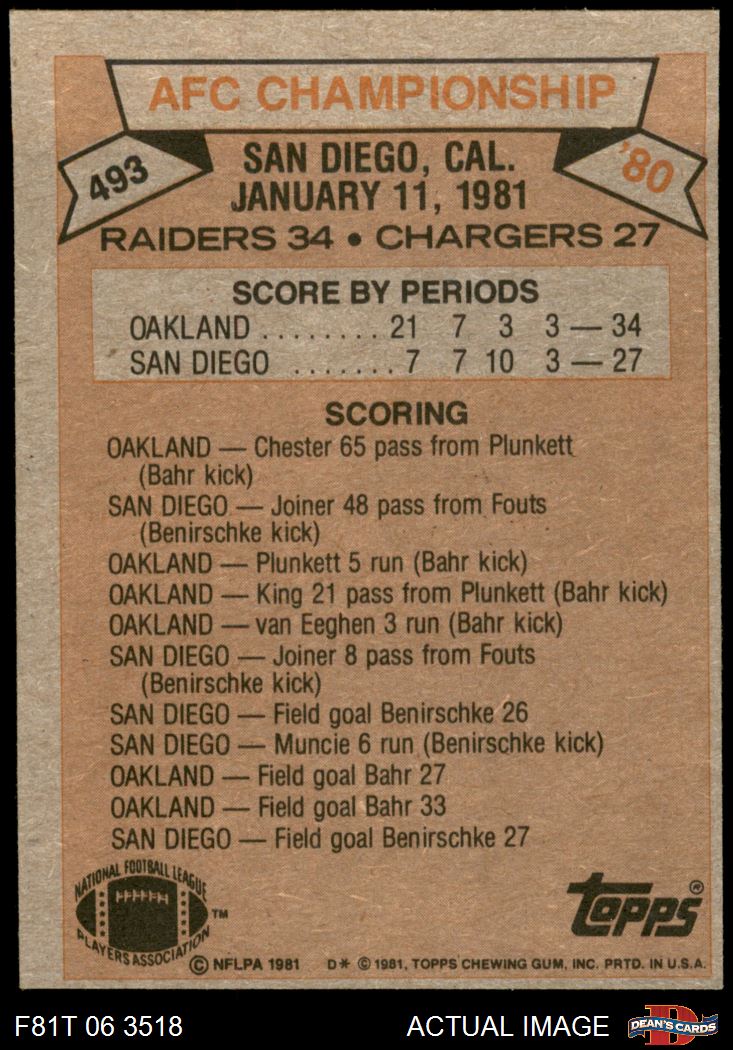 AFC CHAMPIONSHIP
493
'80
SAN DIEGO, CAL.
JANUARY 11, 1981
RAIDERS 34 • CHARGERS 27
SCORE BY PERIODS
OAKLAND ........ 21 7 3 3 — 34
SAN DIEGO ....... 7 7 10 3 — 27
SCORING
OAKLAND — Chester 65 pass from Plunkett
(Bahr kick)
SAN DIEGO — Joiner 48 pass from Fouts
(Benirschke kick)
OAKLAND — Plunkett 5 run (Bahr kick)
OAKLAND — King 21 pass from Plunkett (Bahr kick)
OAKLAND — van Eeghen 3 run (Bahr kick)
SAN DIEGO — Joiner 8 pass from Fouts
(Benirschke kick)
SAN DIEGO — Field goal Benirschke 26
SAN DIEGO — Muncie 6 run (Benirschke kick)
OAKLAND — Field goal Bahr 27
OAKLAND — Field goal Bahr 33
SAN DIEGO — Field goal Benirschke 27
NATIONAL FOOTBALL LEAGUE
PLAYERS ASSOCIATION
TM
topps®
© NFLPA 1981 D* © 1981, TOPPS CHEWING GUM, INC. PRTD. IN U.S.A.
F81T 06 3518 ACTUAL IMAGE D DEAN'S CARDS